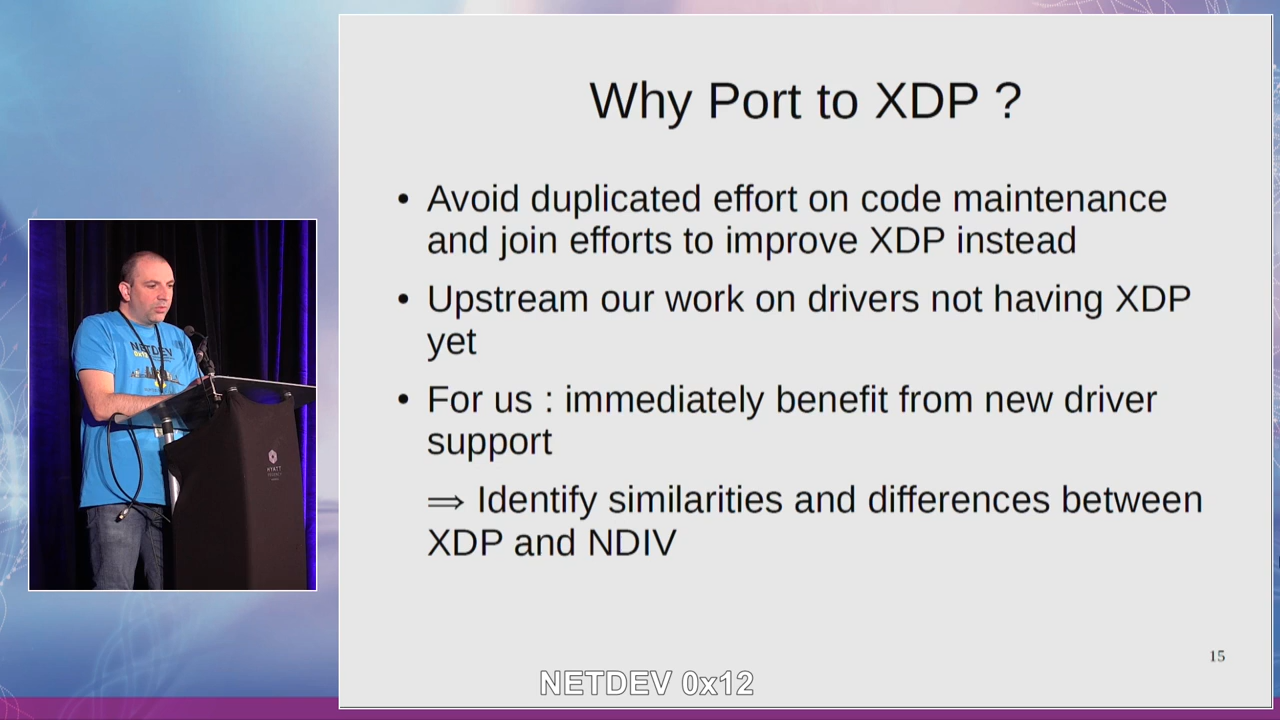 Why Port to XDP ?
• Avoid duplicated effort on code maintenance
and join efforts to improve XDP instead
• Upstream our work on drivers not having XDP
yet
• For us : immediately benefit from new driver
support
⟹ Identify similarities and differences between
XDP and NDIV
15
NETDEV 0x12
NETDEV
HYATT